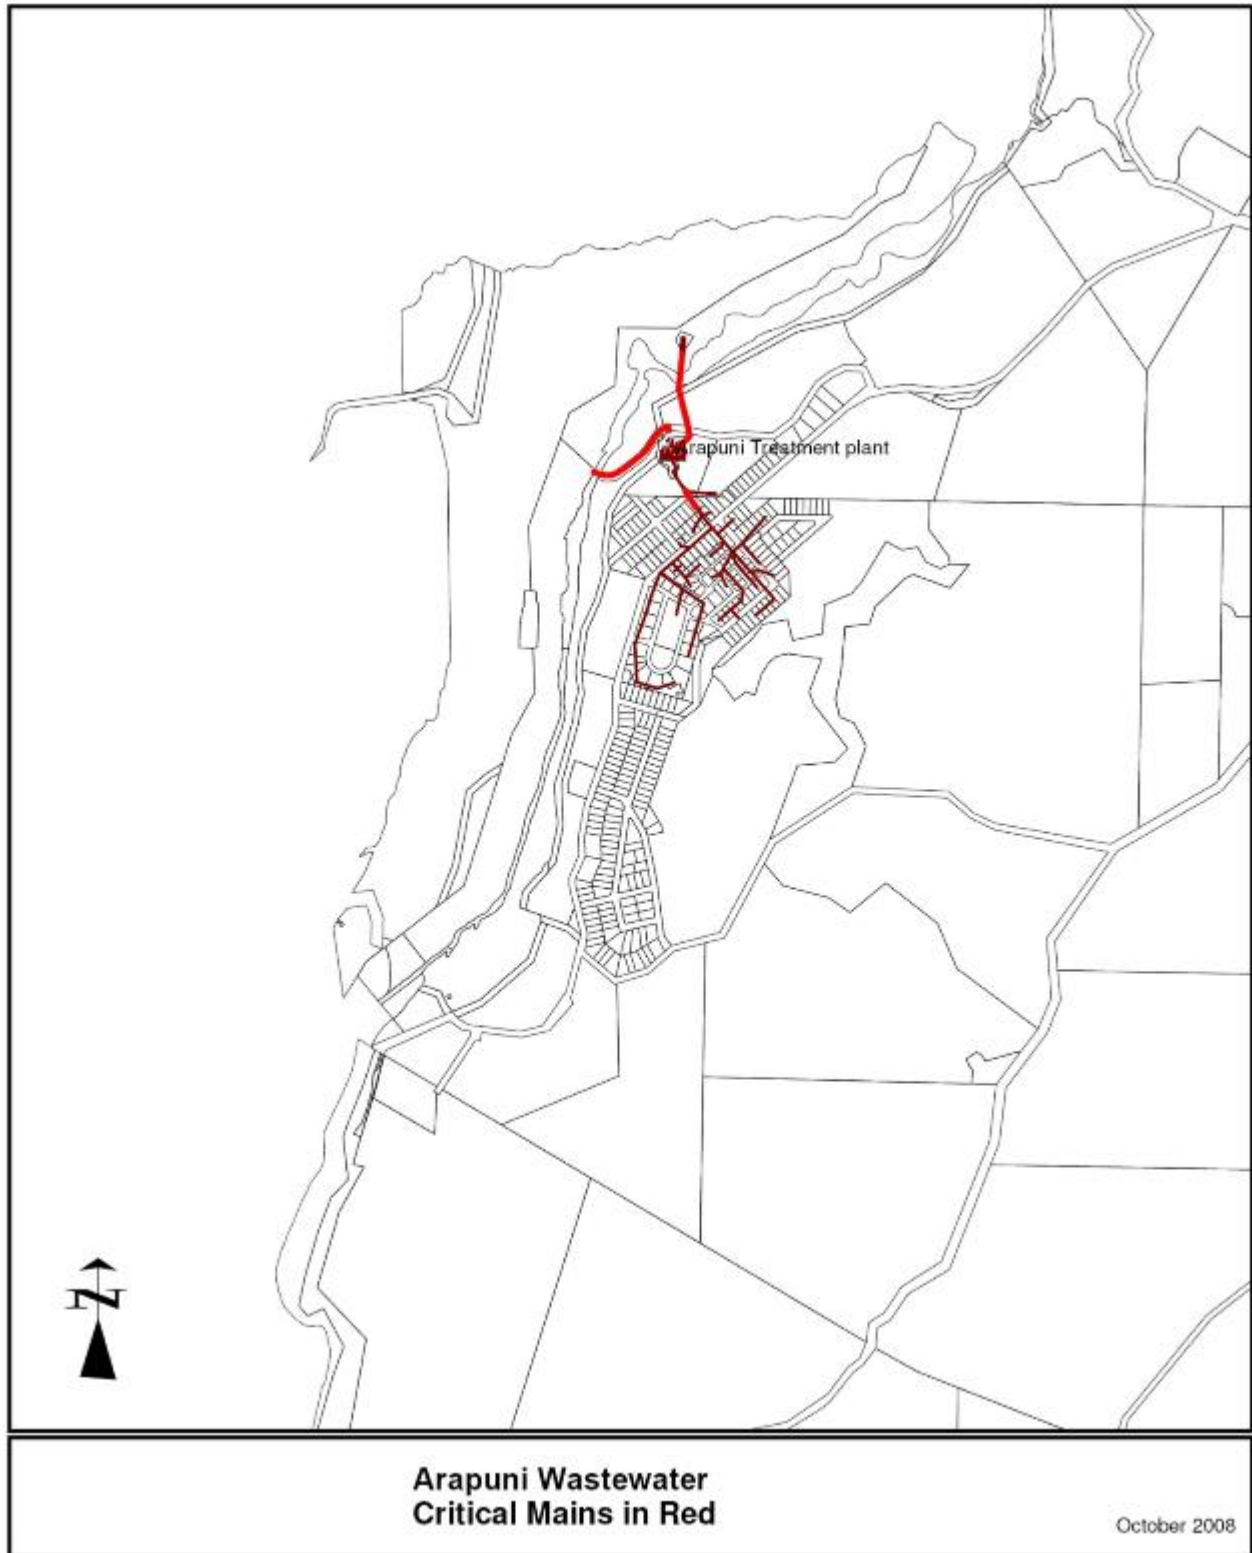 Arapuni Treatment plant
N
Arapuni Wastewater
Critical Mains in Red
October 2008